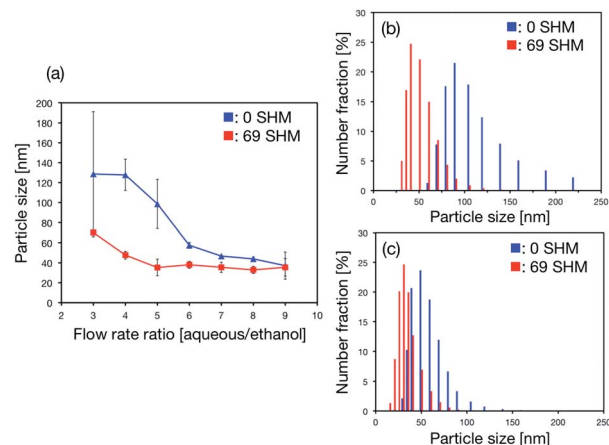 (a)
Particle size [nm]
200
180
160
140
120
100
80
60
40
20
0
■: 0 SHM
■: 69 SHM
2 3 4 5 6 7 8 9 10
Flow rate ratio [aqueous/ethanol]
(b)
Number fraction [%]
30
25
20
15
10
5
0
■: 0 SHM
■: 69 SHM
0 50 100 150 200 250
Particle size [nm]
(c)
Number fraction [%]
30
25
20
15
10
5
0
■: 0 SHM
■: 69 SHM
0 50 100 150 200 250
Particle size [nm]